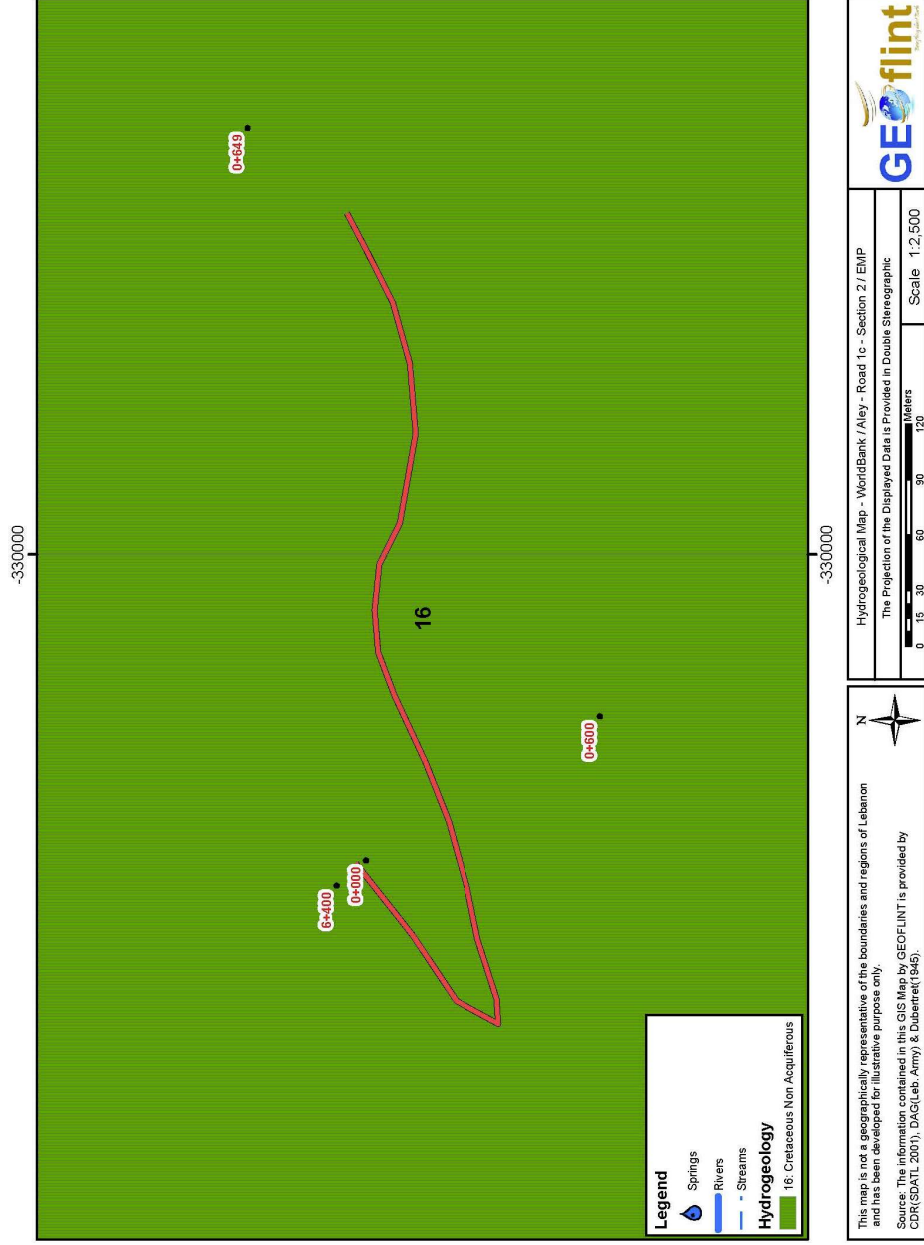 -330000
0+649
6+400
0+000
16
0+600
-330000
Legend
Springs
Rivers
Streams
Hydrogeology
16: Cretaceous Non Acquiferous
This map is not a geographically representative of the boundaries and regions of Lebanon
and has been developed for illustrative purpose only.
Source: The information contained in this GIS Map by GEOFLINT is provided by
CDR(SDATL 2001), DAG(Leb. Army) & Dubertret(1945).
N
Hydrogeological Map - WorldBank / Aley - Road 1c - Section 2 / EMP
The Projection of the Displayed Data is Provided in Double Stereographic
0 15 30 60 90 120
Meters
Scale 1:2,500
GEOflint